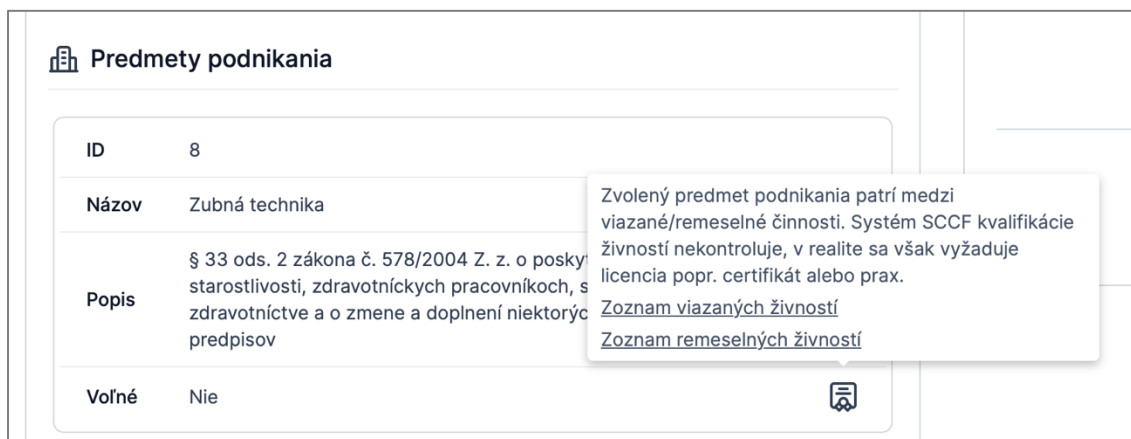 Predmety podnikania
ID 8
Názov Zubná technika
Popis § 33 ods. 2 zákona č. 578/2004 Z. z. o
starostlivosti, zdravotníckych pracovníkoch,
zdravotníctve a o zmene a doplnení
predpisov
Voľné Nie
Zvolený predmet podnikania patrí medzi
viazané/remeselné činnosti. Systém SCCF kvalifikácie
živností nekontroluje, v realite sa však vyžaduje
licencia popr. certifikát alebo prax.
Zoznam viazaných živností
Zoznam remeselných živností